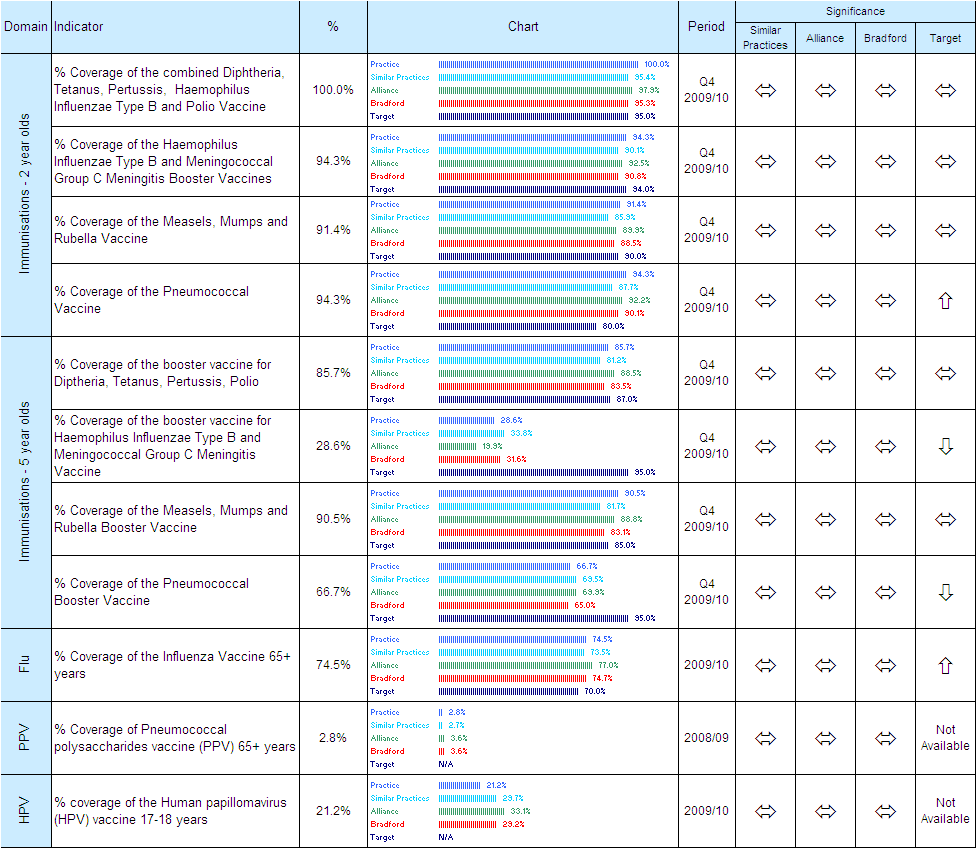 Domain Indicator % Chart Period Significance
Similar Practices Alliance Bradford Target
Immunisations - 2 year olds
% Coverage of the combined Diphtheria,
Tetanus, Pertussis, Haemophilus
Influenzae Type B and Polio Vaccine
100.0%
Practice 100.0%
Similar Practices 95.4%
Alliance 97.9%
Bradford 95.3%
Target 95.0%
Q4
2009/10
% Coverage of the Haemophilus
Influenzae Type B and Meningococcal
Group C Meningitis Booster Vaccines
94.3%
Practice 94.3%
Similar Practices 90.1%
Alliance 92.5%
Bradford 90.8%
Target 94.0%
Q4
2009/10
% Coverage of the Measels, Mumps and
Rubella Vaccine
91.4%
Practice 91.4%
Similar Practices 85.9%
Alliance 89.9%
Bradford 88.5%
Target 90.0%
Q4
2009/10
% Coverage of the Pneumococcal
Vaccine
94.3%
Practice 94.3%
Similar Practices 87.7%
Alliance 92.2%
Bradford 90.1%
Target 80.0%
Q4
2009/10
Immunisations - 5 year olds
% Coverage of the booster vaccine for
Diptheria, Tetanus, Pertussis, Polio
85.7%
Practice 85.7%
Similar Practices 81.2%
Alliance 88.5%
Bradford 83.5%
Target 87.0%
Q4
2009/10
% Coverage of the booster vaccine for
Haemophilus Influenzae Type B and
Meningococcal Group C Meningitis
Vaccine
28.6%
Practice 28.6%
Similar Practices 33.8%
Alliance 19.9%
Bradford 31.6%
Target 95.0%
Q4
2009/10
% Coverage of the Measels, Mumps and
Rubella Booster Vaccine
90.5%
Practice 90.5%
Similar Practices 81.7%
Alliance 88.8%
Bradford 83.1%
Target 85.0%
Q4
2009/10
% Coverage of the Pneumococcal
Booster Vaccine
66.7%
Practice 66.7%
Similar Practices 69.5%
Alliance 69.9%
Bradford 65.0%
Target 95.0%
Q4
2009/10
Flu
% Coverage of the Influenza Vaccine 65+
years
74.5%
Practice 74.5%
Similar Practices 73.5%
Alliance 77.0%
Bradford 74.7%
Target 70.0%
2009/10
PPV
% Coverage of Pneumococcal
polysaccharides vaccine (PPV) 65+ years
2.8%
Practice 2.8%
Similar Practices 2.7%
Alliance 3.6%
Bradford 3.6%
Target N/A
2008/09
Not
Available
HPV
% coverage of the Human papillomavirus
(HPV) vaccine 17-18 years
21.2%
Practice 21.2%
Similar Practices 29.7%
Alliance 33.1%
Bradford 29.2%
Target N/A
2009/10
Not
Available